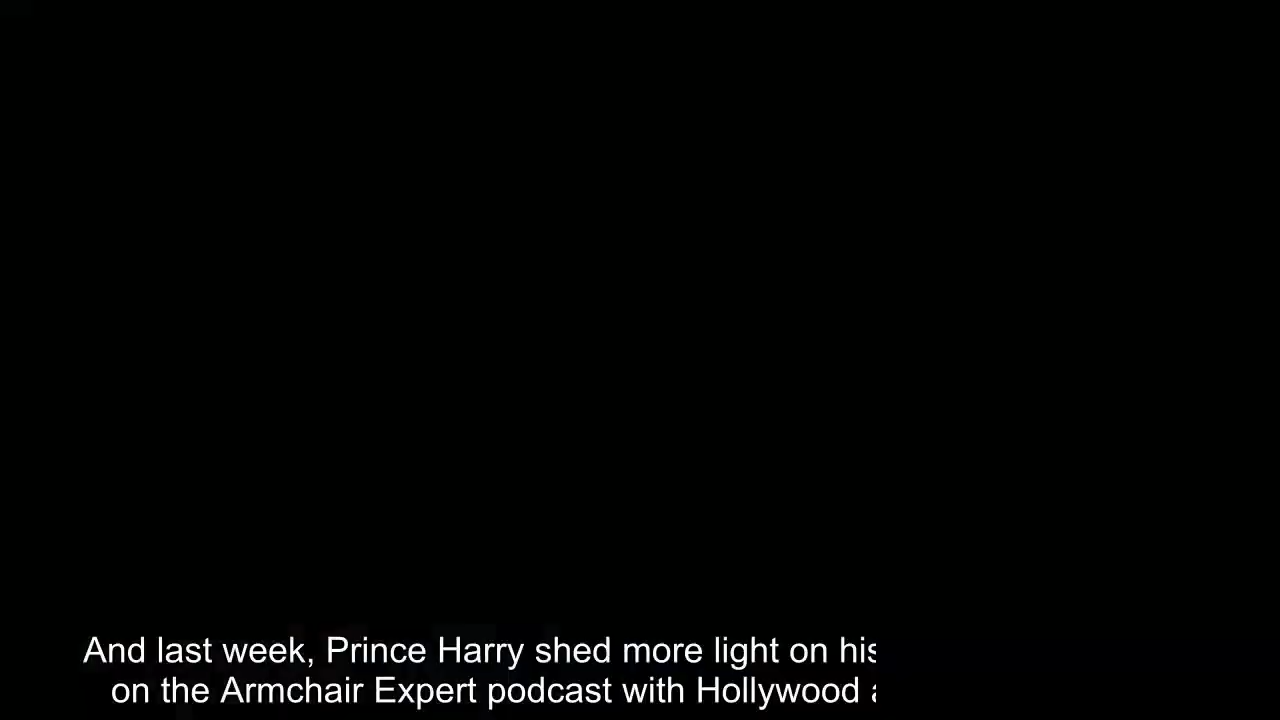 And last week, Prince Harry shed more light on his
on the Armchair Expert podcast with Hollywood